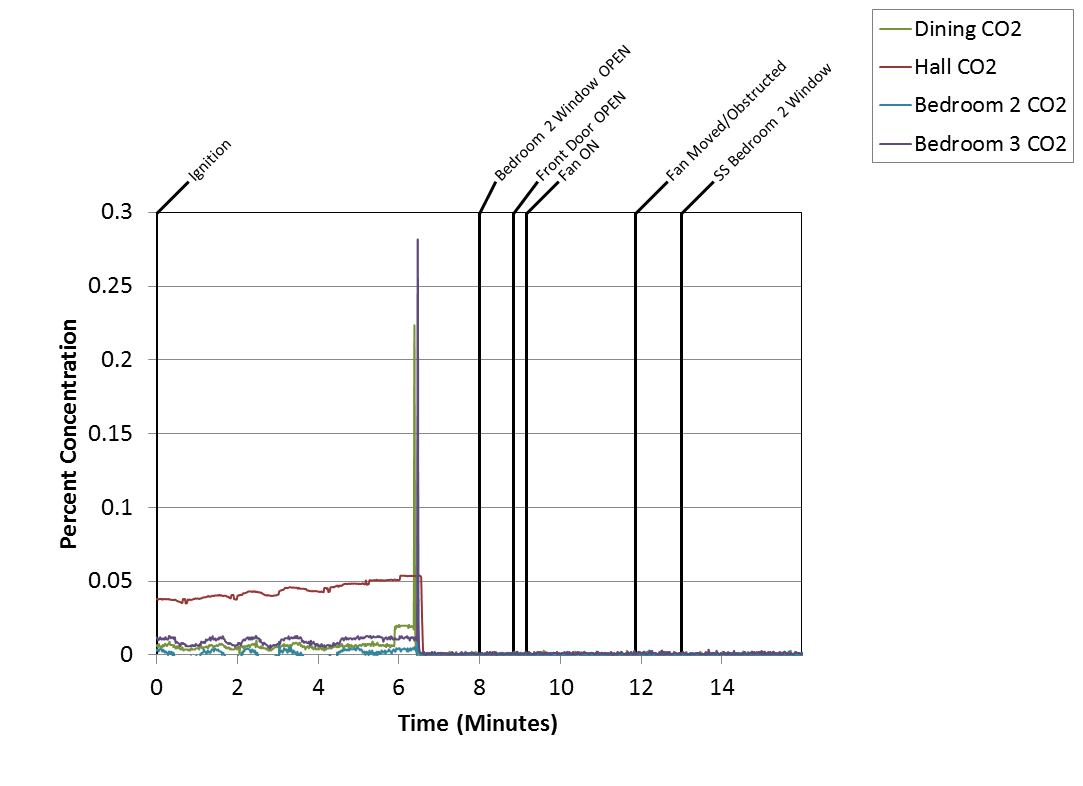 Dining CO2
Hall CO2
Bedroom 2 CO2
Bedroom 3 CO2
Ignition
Bedroom 2 Window OPEN
Front Door OPEN
Fan ON
Fan Moved/Obstructed
SS Bedroom 2 Window
0.3
0.25
0.2
0.15
0.1
0.05
0
Percent Concentration
0 2 4 6 8 10 12 14
Time (Minutes)